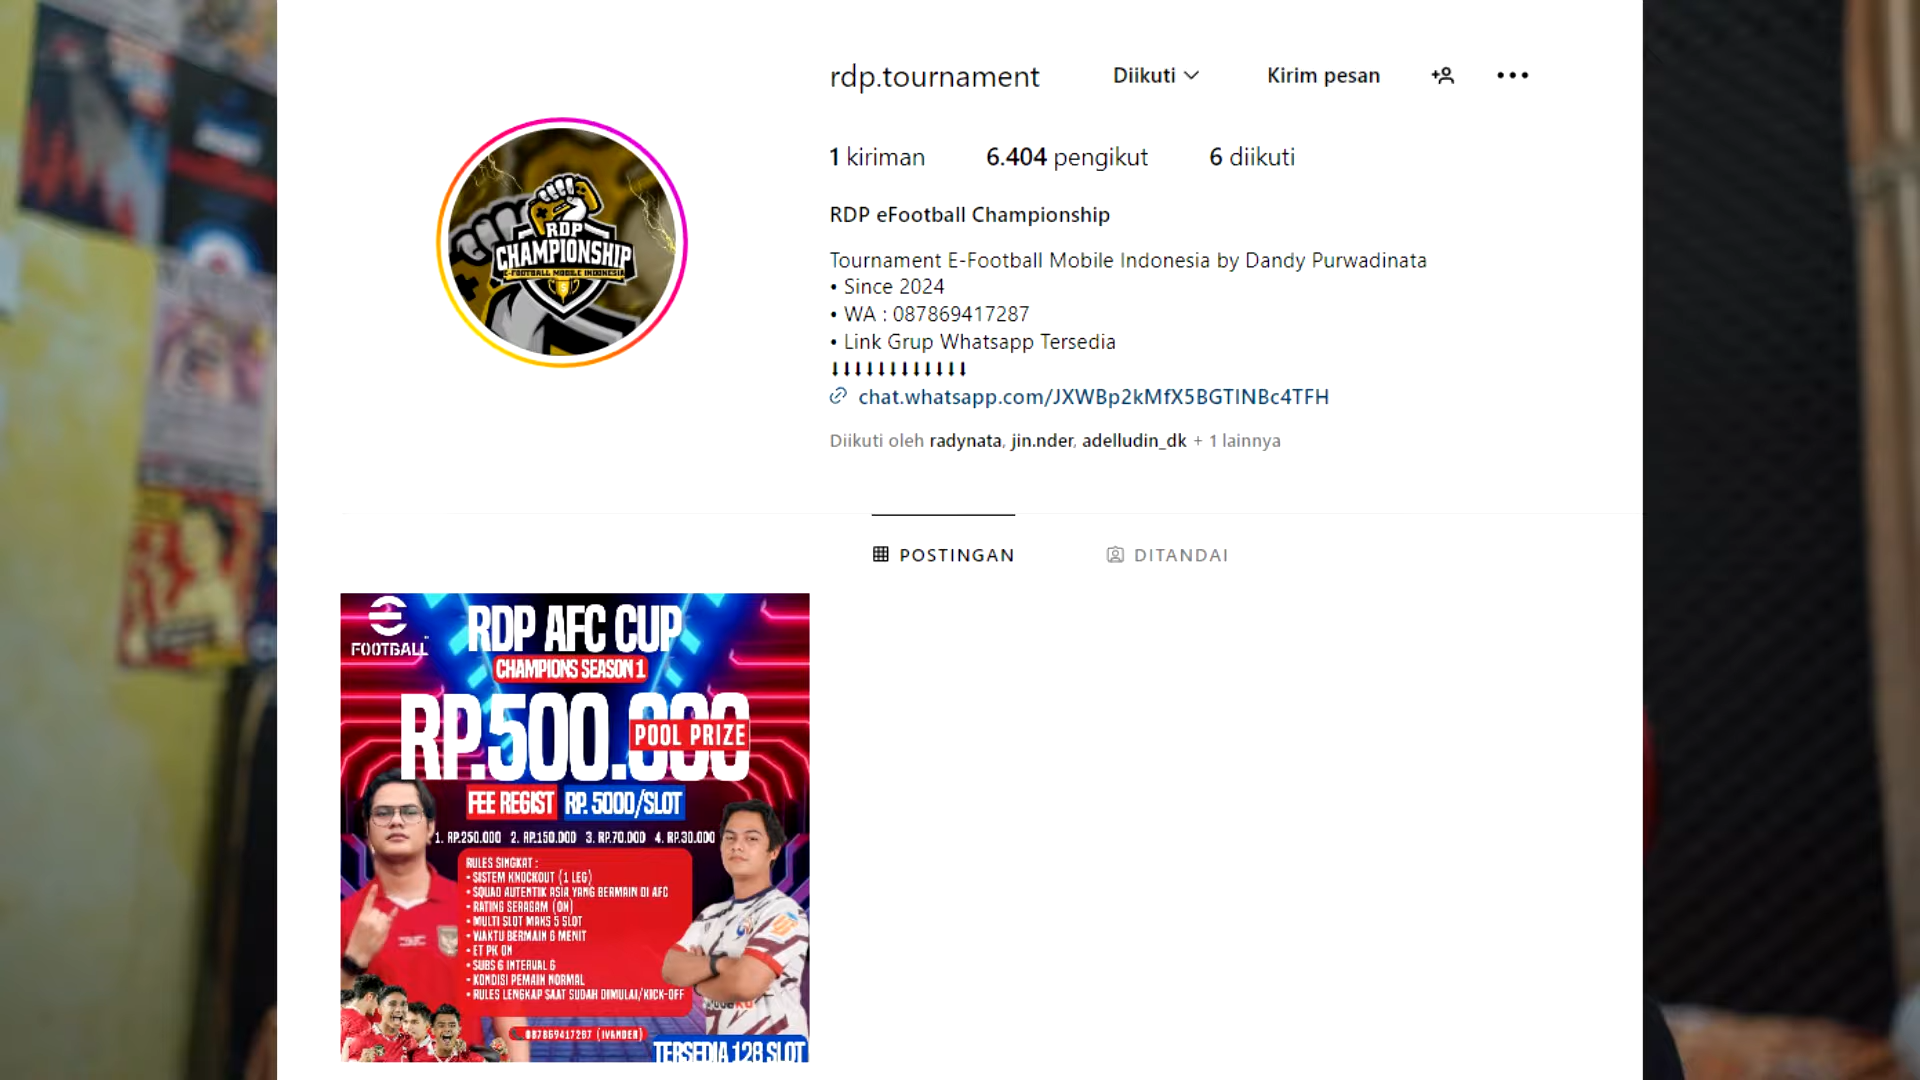 rdp.tournament
Diikuti
Kirim pesan
1 kiriman
6.404 pengikut
6 diikuti
RDP eFootball Championship
Tournament E-Football Mobile Indonesia by Dandy Purwadinata
• Since 2024
• WA : 087869417287
• Link Grup Whatsapp Tersedia
⬇⬇⬇⬇⬇⬇⬇⬇⬇⬇⬇⬇
chat.whatsapp.com/JXWBp2kMfX5BGTINBc4TFH
Diikuti oleh radynata, jin.nder, adelludin_dk + 1 lainnya
RDP
CHAMPIONSHIP
E-FOOTBALL MOBILE INDONESIA
POSTINGAN
DITANDAI
FOOTBALL
RDP AFC CUP
CHAMPIONS SEASON 1
RP.500.000
POOL PRIZE
FEE REGIST RP. 5000/SLOT
1. RP.250.000 2. RP.150.000 3. RP.70.000 4. RP.30.000
RULES SINGKAT :
• SISTEM KNOCKOUT (1 LEG)
• SQUAD AUTENTIK ASIA YANG BERMAIN DI AFC
• RATING SERAGAM (ON)
• MULTI SLOT MAKS 5 SLOT
• WAKTU BERMAIN 6 MENIT
• ET PK ON
• SUBS 6 INTERVAL 6
• KONDISI PEMAIN NORMAL
• RULES LENGKAP SAAT SUDAH DIMULAI/KICK-OFF
087869417287 (IVANDER)
TERSEDIA 128 SLOT